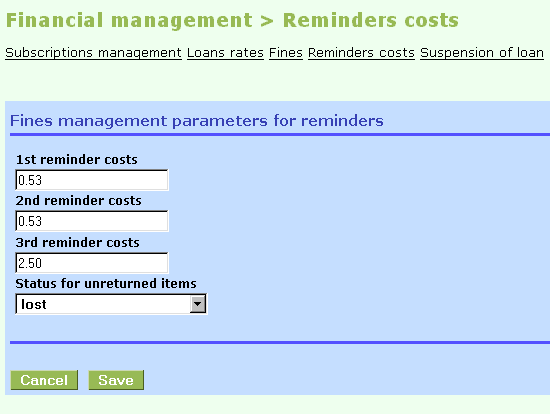 Financial management > Reminders costs
Subscriptions management Loans rates Fines Reminders costs Suspension of loan
Fines management parameters for reminders
1st reminder costs
0.53
2nd reminder costs
0.53
3rd reminder costs
2.50
Status for unreturned items
lost
Cancel Save